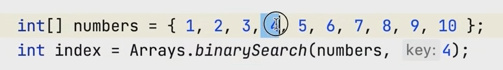 int[] numbers = { 1, 2, 3, 4, 5, 6, 7, 8, 9, 10 };
int index = Arrays.binarySearch(numbers, key: 4);